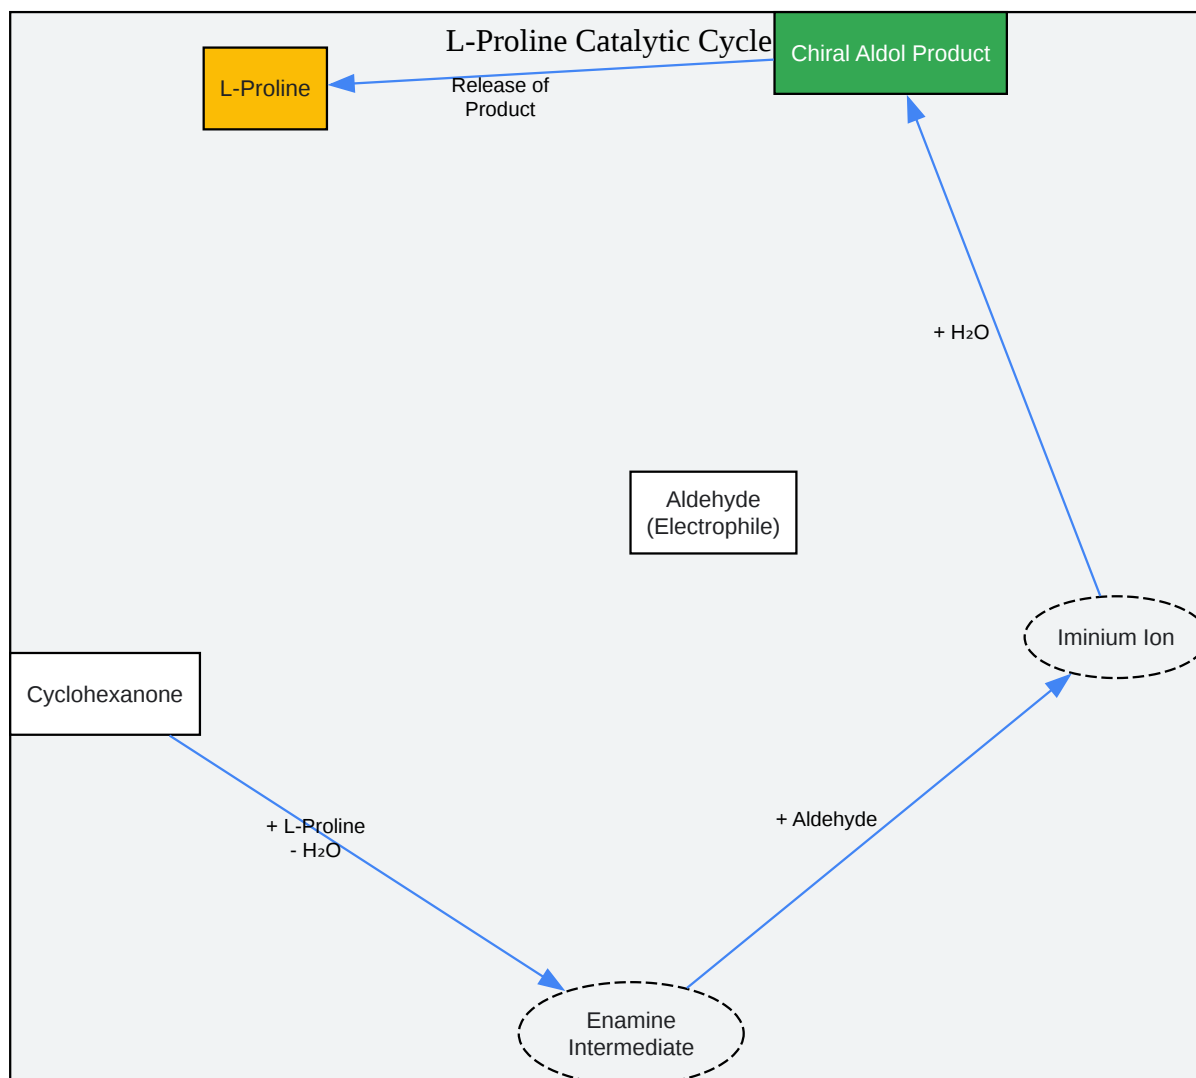 L-Proline Catalytic Cycle
Chiral Aldol Product
L-Proline
Release of
Product
+ H₂O
Aldehyde
(Electrophile)
Iminium Ion
Cyclohexanone
+ L-Proline
- H₂O
+ Aldehyde
Enamine
Intermediate